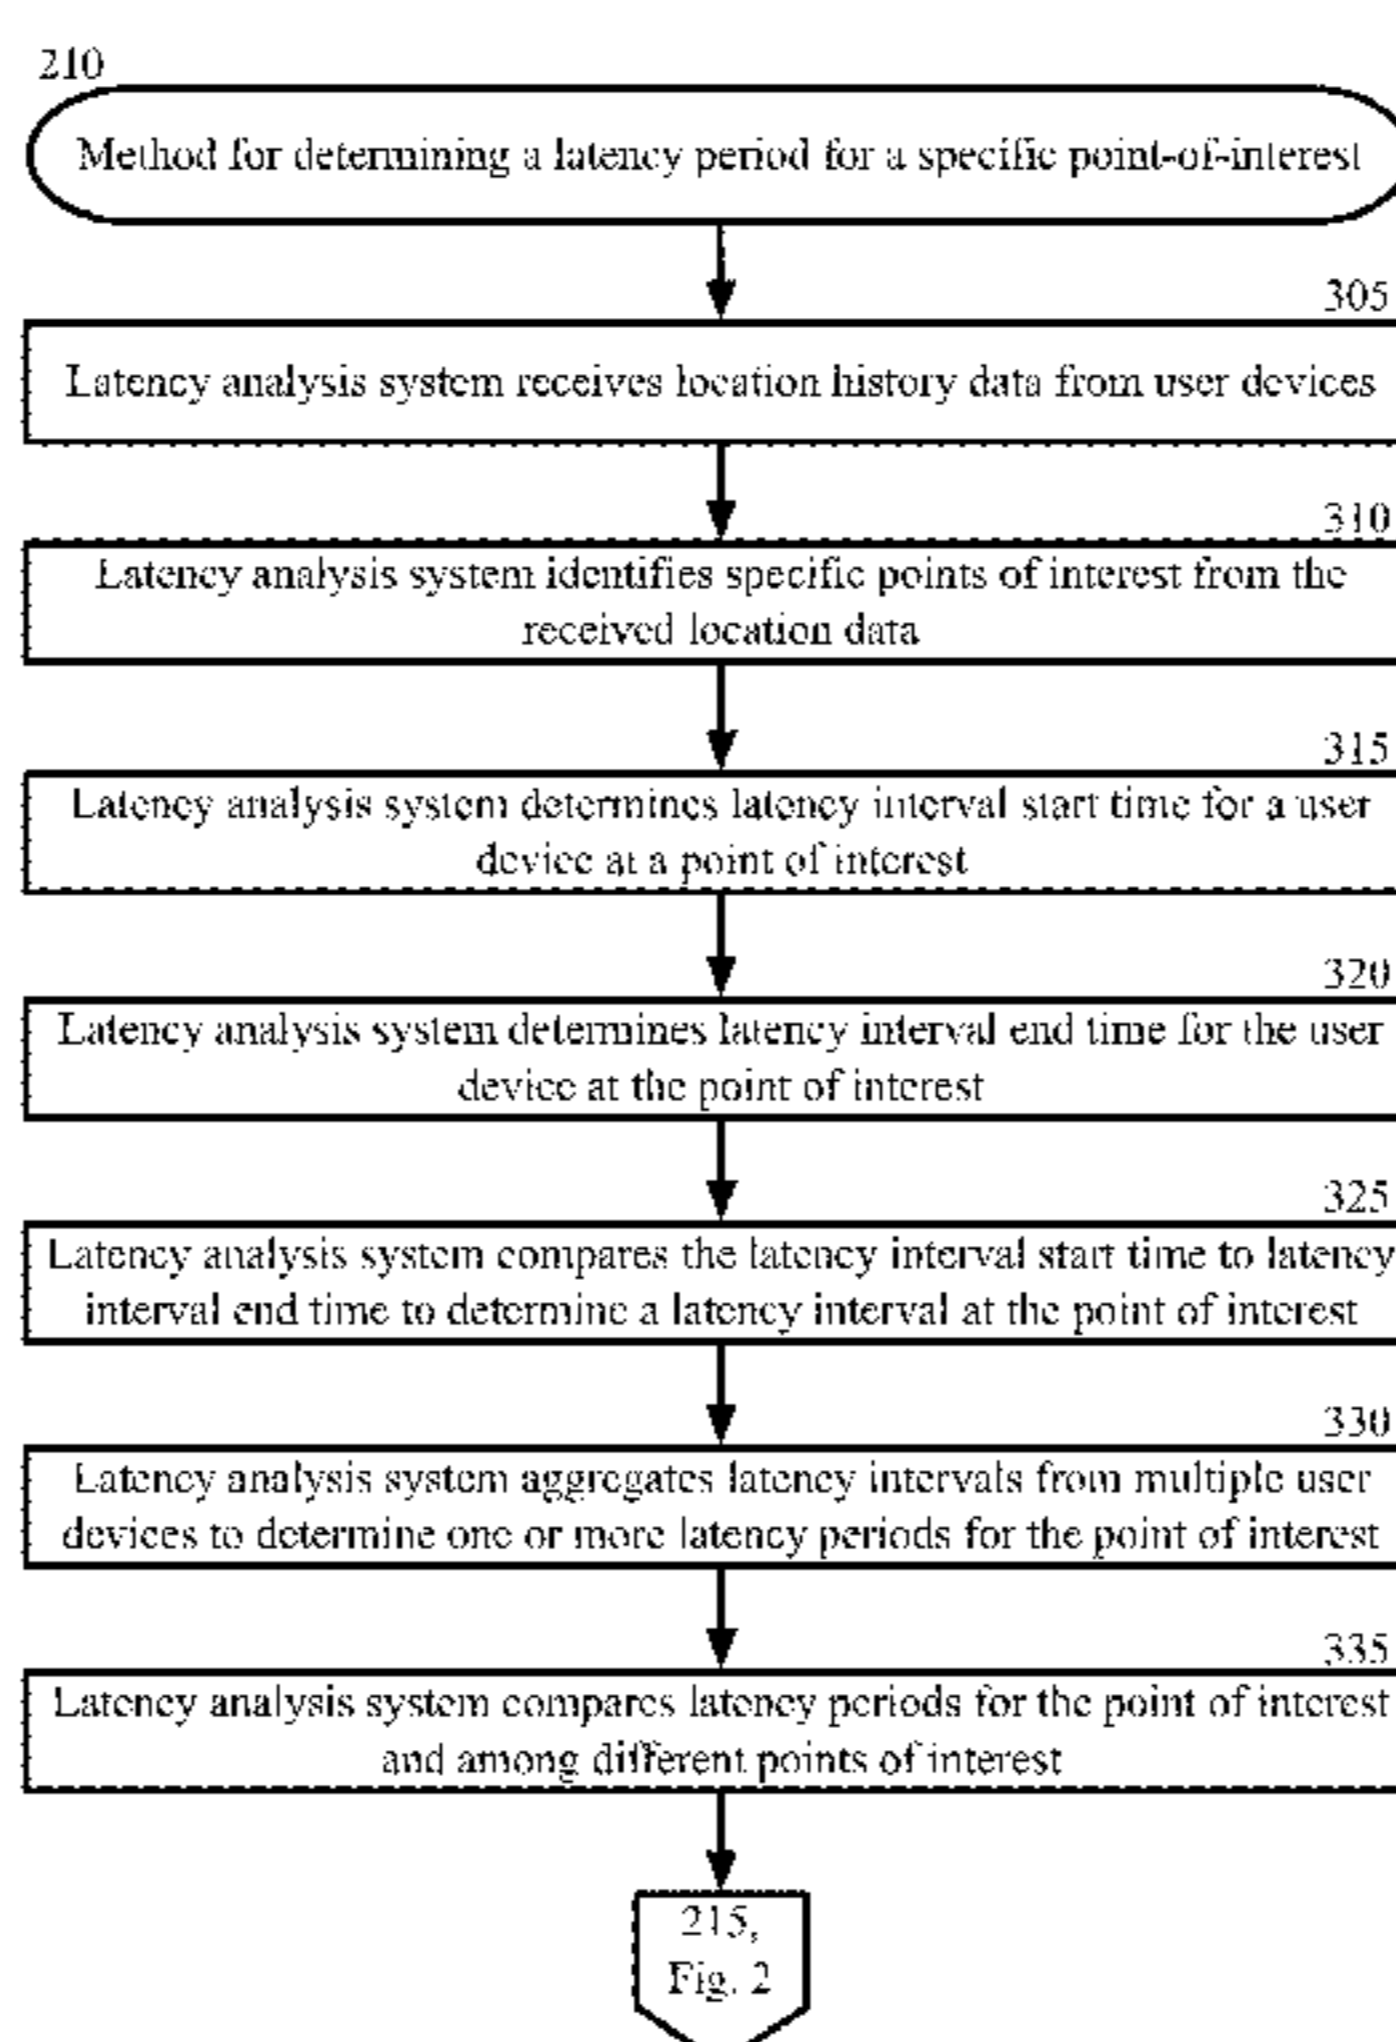 210
Method for determining a latency period for a specific point-of-interest
305
Latency analysis system receives location history data from user devices
310
Latency analysis system identifies specific points of interest from the
received location data
315
Latency analysis system determines latency interval start time for a user
device at a point of interest
320
Latency analysis system determines latency interval end time for the user
device at the point of interest
325
Latency analysis system compares the latency interval start time to latency
interval end time to determine a latency interval at the point of interest
330
Latency analysis system aggregates latency intervals from multiple user
devices to determine one or more latency periods for the point of interest
335
Latency analysis system compares latency periods for the point of interest
and among different points of interest
215,
Fig. 2